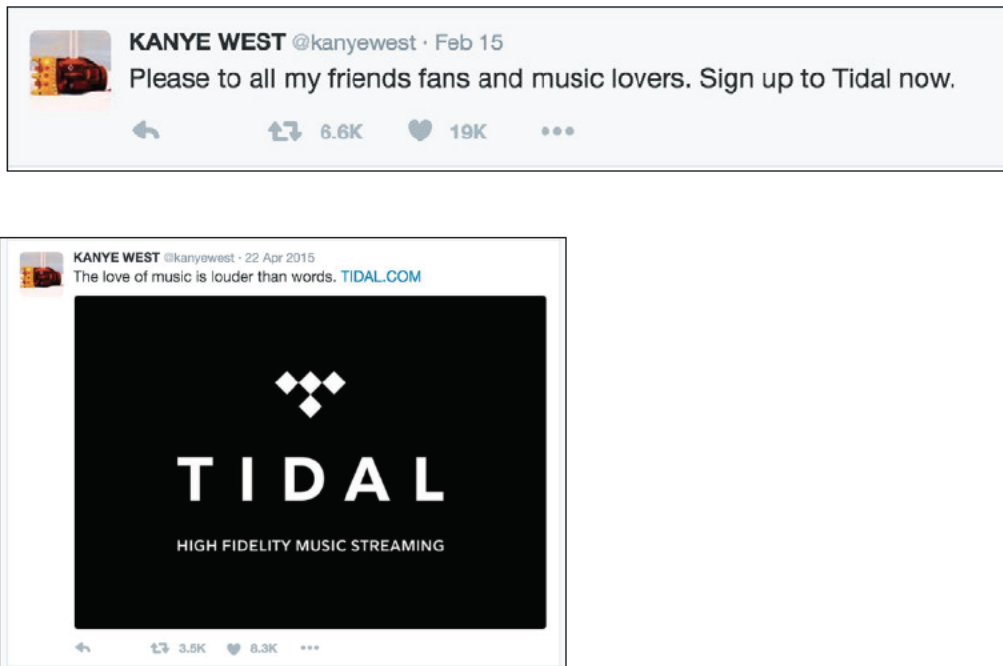 KANYE WEST @kanyewest · Feb 15
Please to all my friends fans and music lovers. Sign up to Tidal now.
6.6K 19K
KANYE WEST @kanyewest · 22 Apr 2015
The love of music is louder than words. TIDAL.COM
TIDAL
HIGH FIDELITY MUSIC STREAMING
3.5K 8.3K